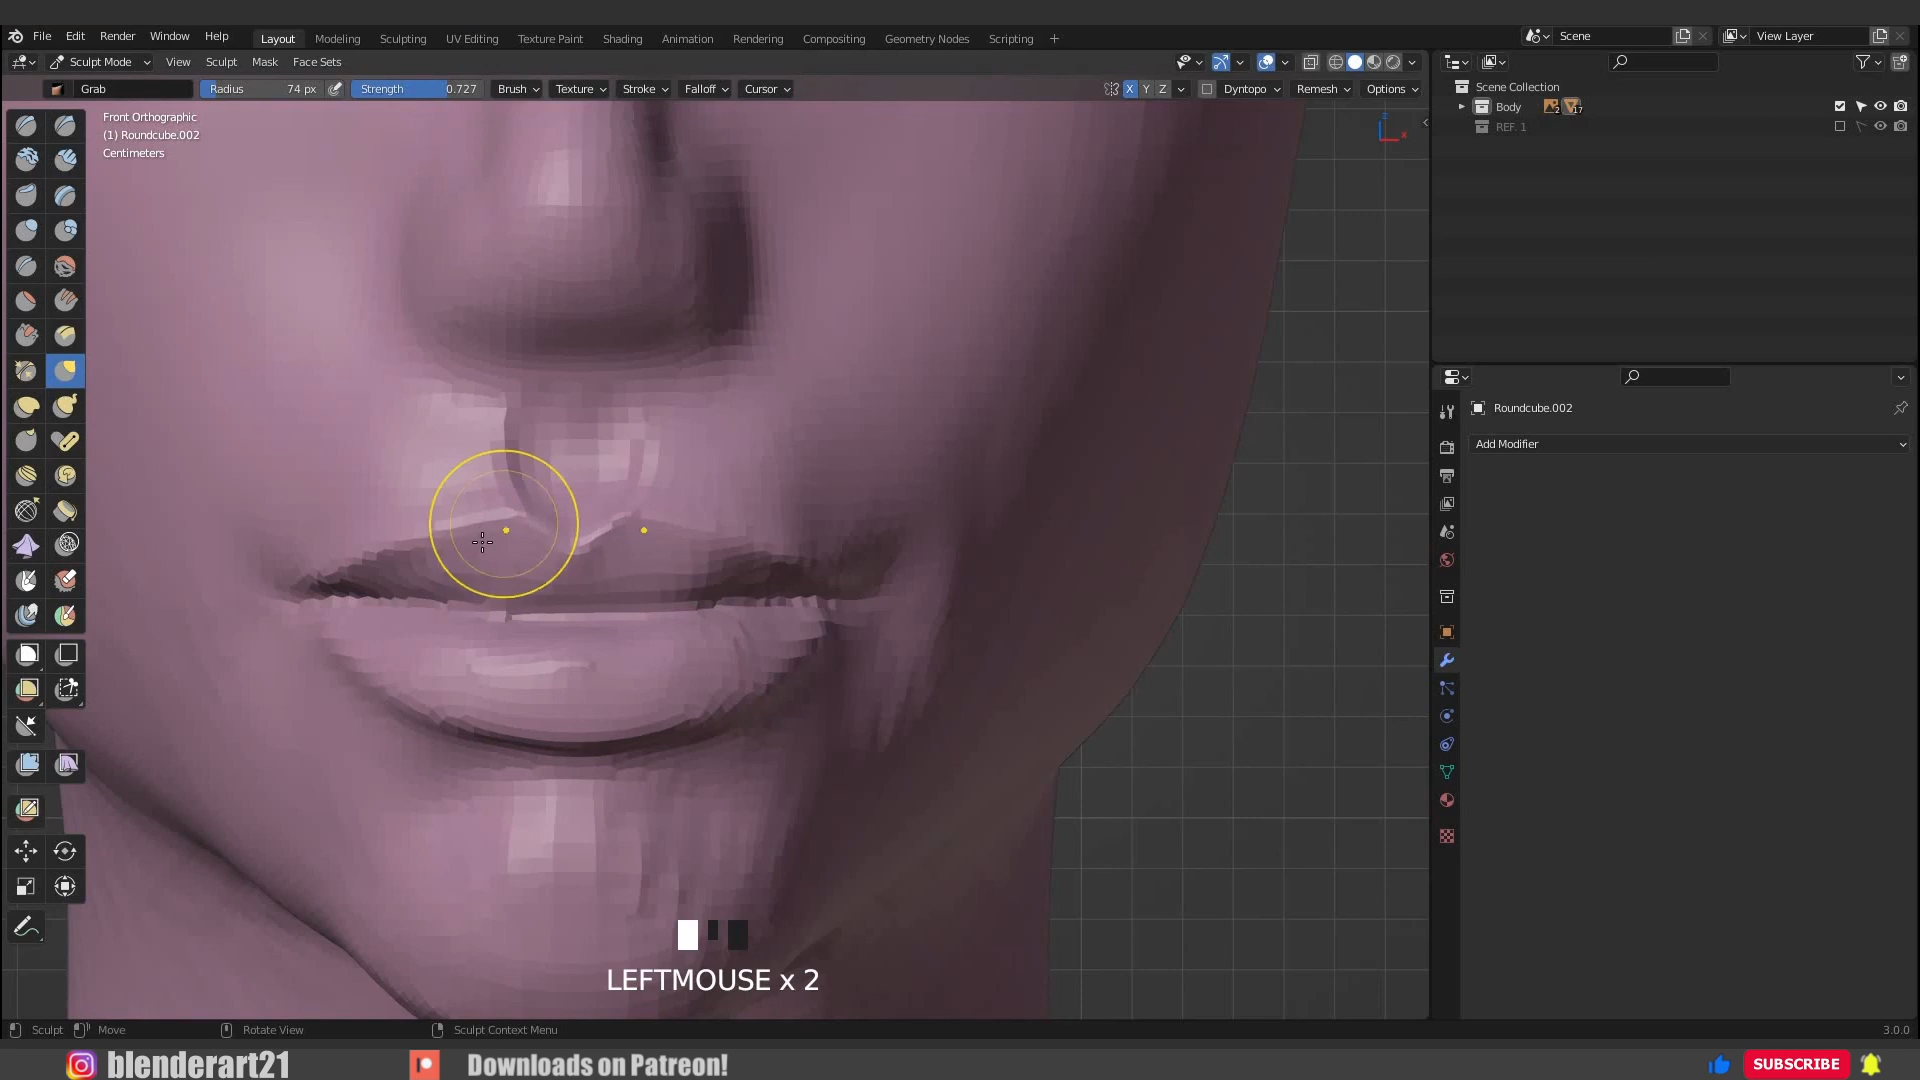 File Edit Render Window Help Layout Modeling Sculpting UV Editing Texture Paint Shading Animation Rendering Compositing Geometry Nodes Scripting + Scene View Layer
Sculpt Mode View Sculpt Mask Face Sets
Grab Radius 74 px Strength 0.727 Brush Texture Stroke Falloff Cursor X Y Z Dyntopo Remesh Options
Scene Collection
Body 2 17
REF. 1
Front Orthographic
(1) Roundcube.002
Centimeters
z
x
Roundcube.002
Add Modifier
LEFTMOUSE x 2
Sculpt Move Rotate View Sculpt Context Menu 3.0.0
blenderart21 Downloads on Patreon! SUBSCRIBE